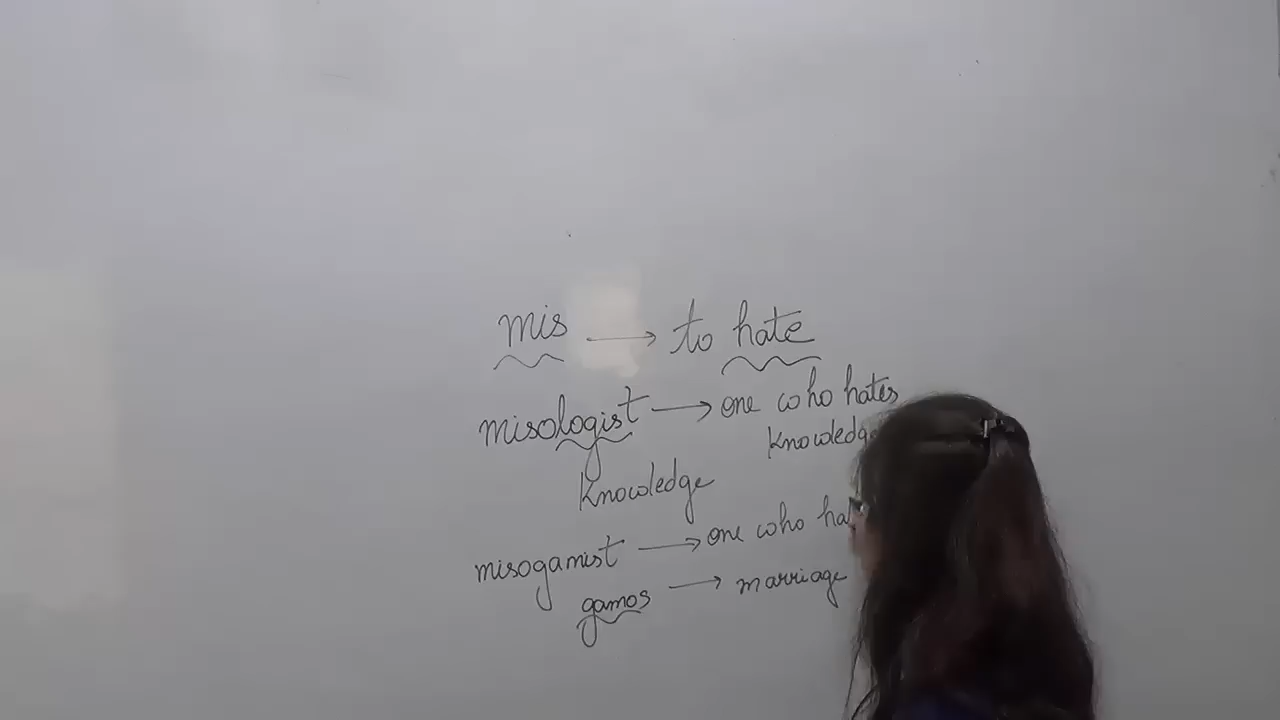 mis → to hate
misologist → one who hates
Knowledge
Knowledge
misogamist → one who
gamos → marriage